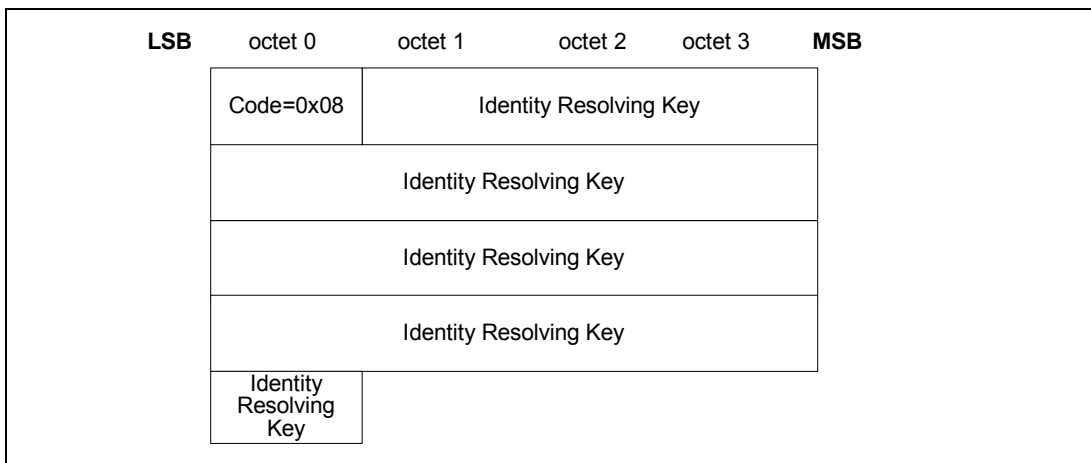 LSB octet 0 octet 1 octet 2 octet 3 MSB
Code=0x08 Identity Resolving Key
Identity Resolving Key
Identity Resolving Key
Identity Resolving Key
Identity
Resolving
Key